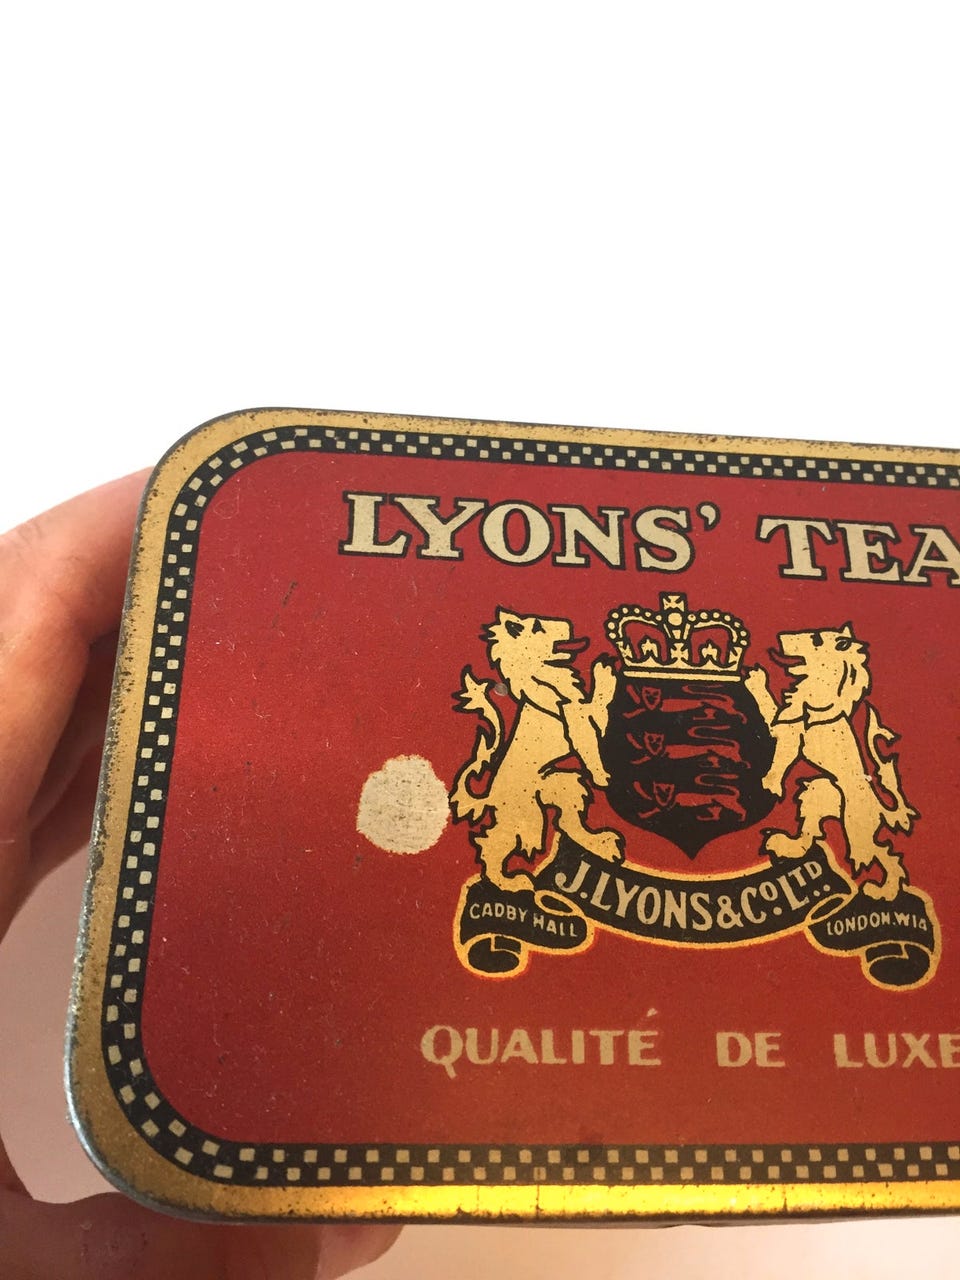 LYONS' TEA
J. LYONS & CO LTD.
CADBY HALL
LONDON. W14
QUALITÉ DE LUXE